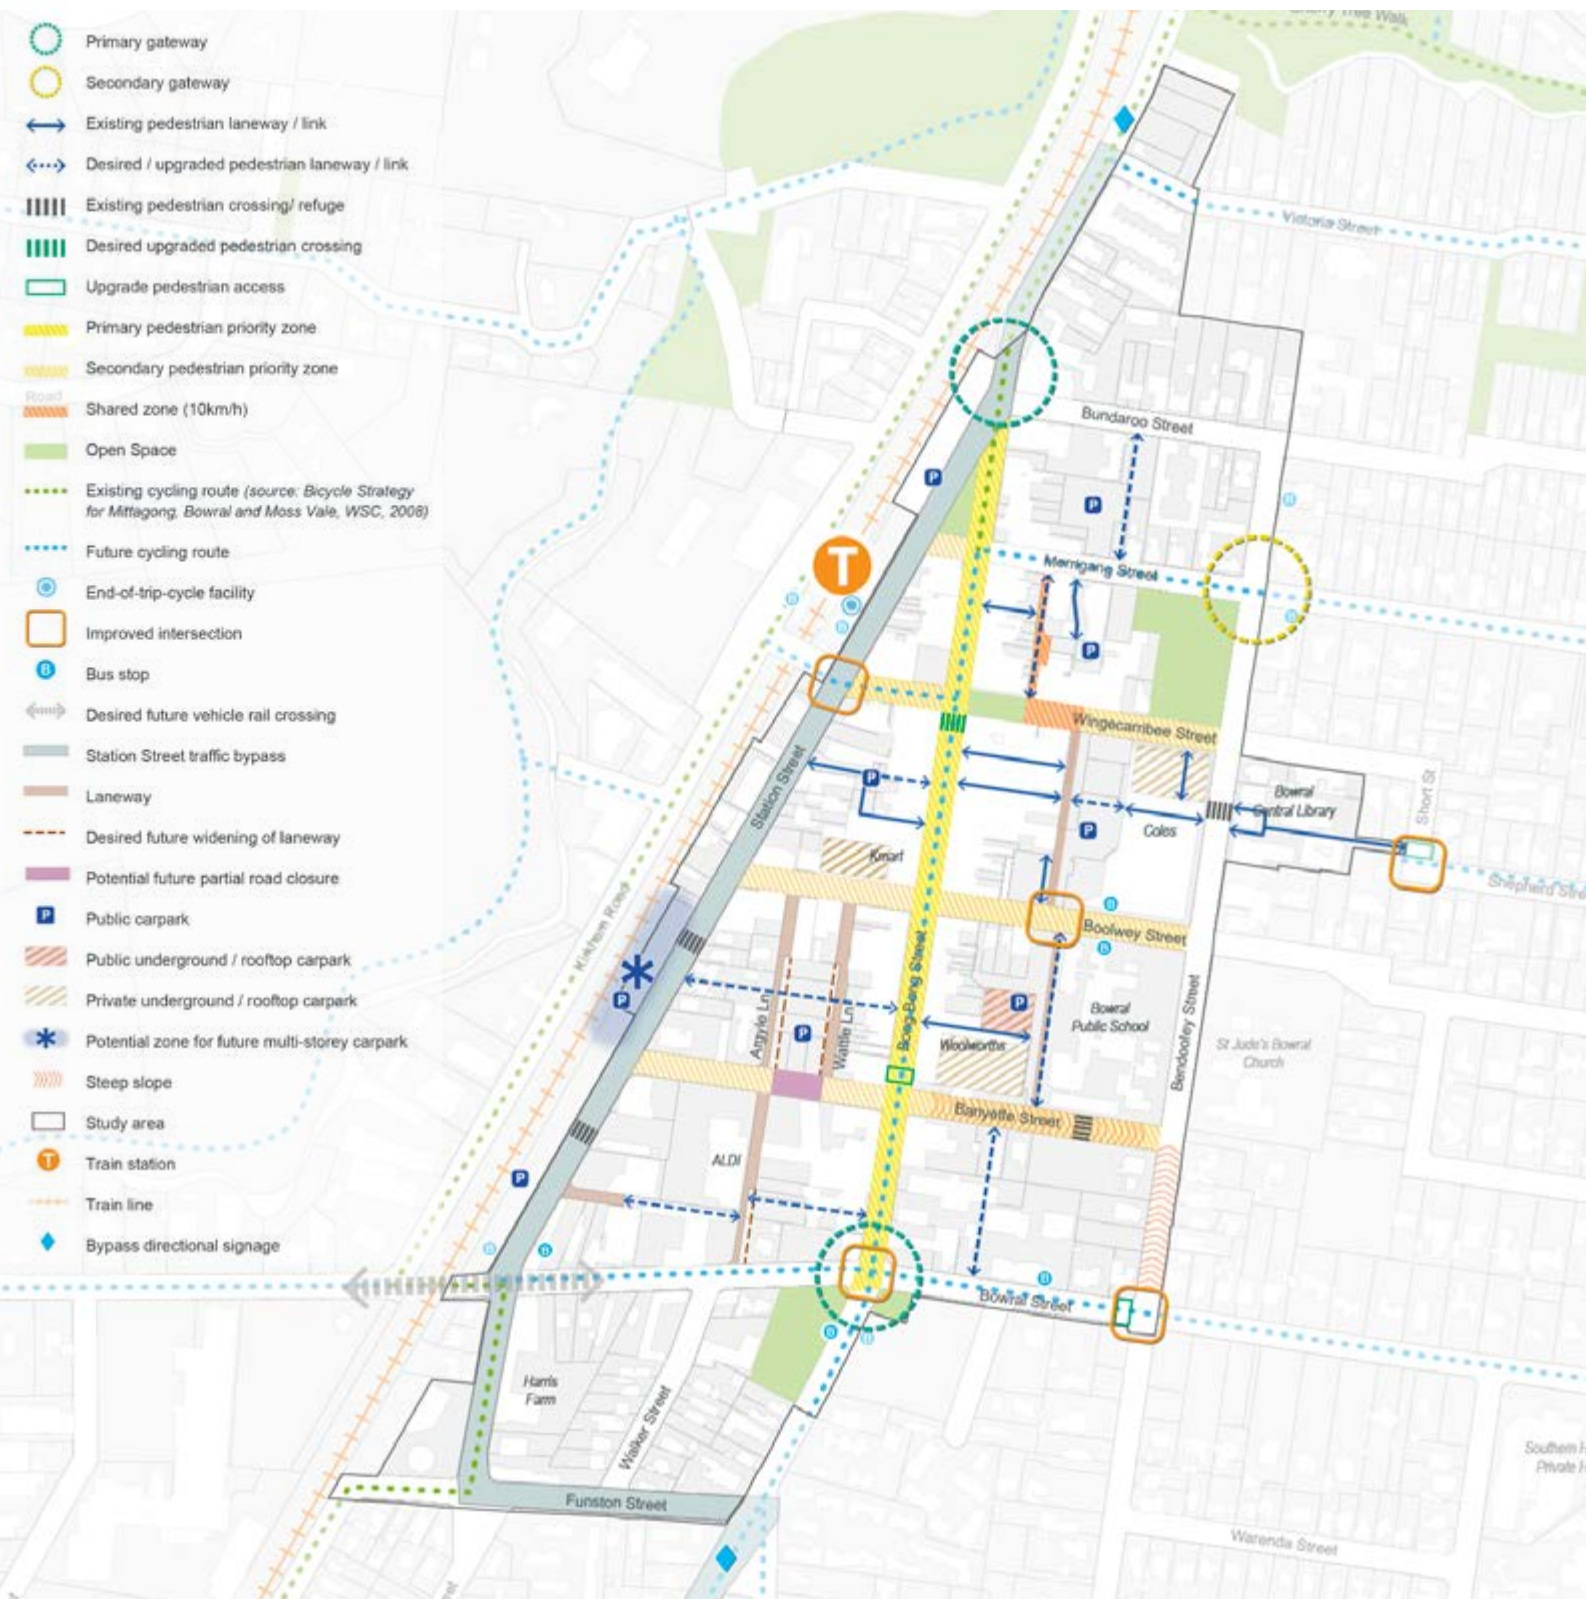 Primary gateway
Secondary gateway
Existing pedestrian laneway / link
Desired / upgraded pedestrian laneway / link
Existing pedestrian crossing/ refuge
Desired upgraded pedestrian crossing
Upgrade pedestrian access
Primary pedestrian priority zone
Secondary pedestrian priority zone
Road
Shared zone (10km/h)
Open Space
Existing cycling route (source: Bicycle Strategy
for Mittagong, Bowral and Moss Vale, WSC, 2008)
Future cycling route
End-of-trip-cycle facility
Improved intersection
B
Bus stop
Desired future vehicle rail crossing
Station Street traffic bypass
Laneway
Desired future widening of laneway
Potential future partial road closure
P
Public carpark
Public underground / rooftop carpark
Private underground / rooftop carpark
Potential zone for future multi-storey carpark
Steep slope
Study area
T
Train station
Train line
Bypass directional signage
Cherry Tree Walk
Victoria Street
Bundaroo Street
P
P
B
T
Merrigang Street
B
B
B
P
Wingecarribee Street
Station Street
P
Bowral
Central Library
Short St
P
Coles
Kmart
Shepherd Stre
B
Boolwey Street
B
Kirkham Road
P
Argyle Ln
P
Wattle Ln
Bong Bong Street
P
Woolworths
Bowral
Public School
Bendooley Street
St Jude's Bowral
Church
Banyette Street
ALDI
P
B
B
B
Bowral Street
B
B
Harris
Farm
Walker Street
Funston Street
Southern H
Private H
Warenda Street
et